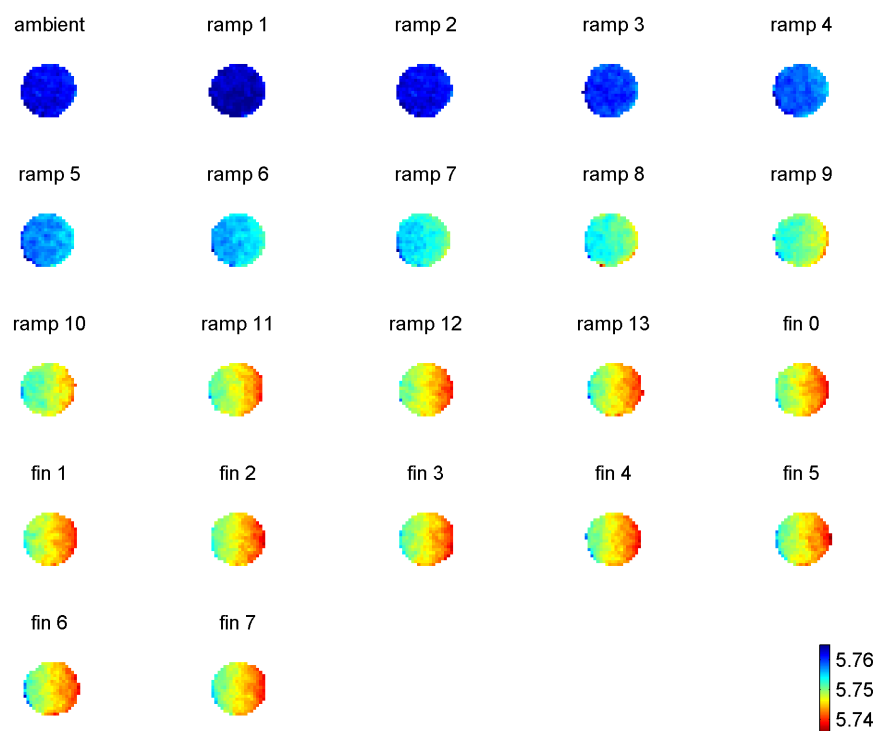 ambient ramp 1 ramp 2 ramp 3 ramp 4
ramp 5 ramp 6 ramp 7 ramp 8 ramp 9
ramp 10 ramp 11 ramp 12 ramp 13 fin 0
fin 1 fin 2 fin 3 fin 4 fin 5
fin 6 fin 7
5.76
5.75
5.74